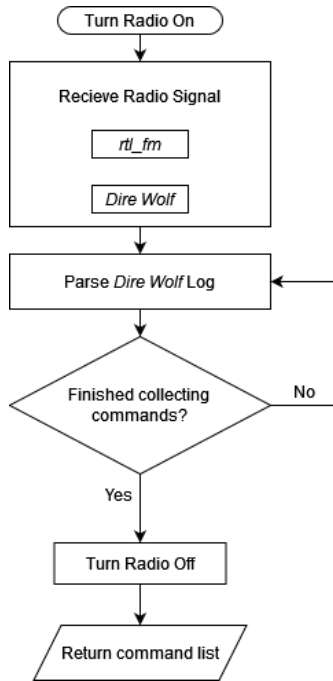 Turn Radio On
Recieve Radio Signal
rtl_fm
Dire Wolf
Parse Dire Wolf Log
Finished collecting
commands?
No
Yes
Turn Radio Off
Return command list